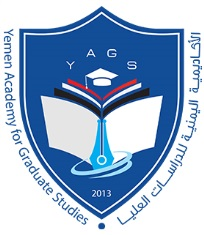 YAGS
2013
Yemen Academy for Graduate Studies
الأكاديمية اليمنية للدراسات العليا